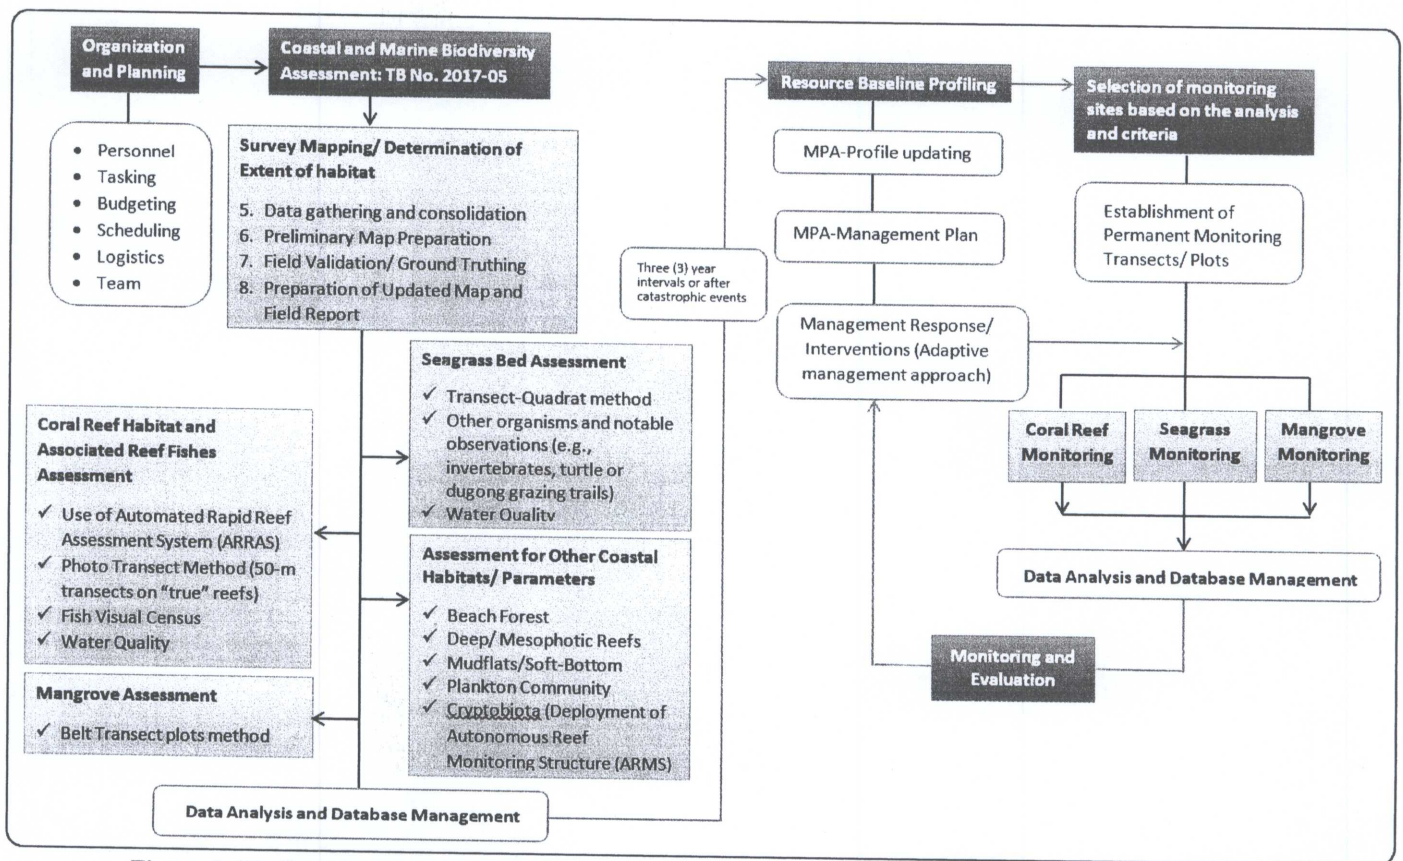 Organization
and Planning
Coastal and Marine Biodiversity
Assessment: TB No. 2017-05
• Personnel
• Tasking
• Budgeting
• Scheduling
• Logistics
• Team
Survey Mapping/ Determination of
Extent of habitat
5. Data gathering and consolidation
6. Preliminary Map Preparation
7. Field Validation/ Ground Truthing
8. Preparation of Updated Map and
Field Report
Seagrass Bed Assessment
✓ Transect-Quadrat method
✓ Other organisms and notable
observations (e.g.,
invertebrates, turtle or
dugong grazing trails)
✓ Water Quality
Coral Reef Habitat and
Associated Reef Fishes
Assessment
✓ Use of Automated Rapid Reef
Assessment System (ARRAS)
✓ Photo Transect Method (50-m
transects on "true" reefs)
✓ Fish Visual Census
✓ Water Quality
Assessment for Other Coastal
Habitats/ Parameters
✓ Beach Forest
✓ Deep/ Mesophotic Reefs
✓ Mudflats/Soft-Bottom
✓ Plankton Community
✓ Cryptobiota (Deployment of
Autonomous Reef
Monitoring Structure (ARMS)
Mangrove Assessment
✓ Belt Transect plots method
Data Analysis and Database Management
Three (3) year
intervals or after
catastrophic events
Resource Baseline Profiling
MPA-Profile updating
MPA-Management Plan
Management Response/
Interventions (Adaptive
management approach)
Selection of monitoring
sites based on the analysis
and criteria
Establishment of
Permanent Monitoring
Transects/ Plots
Coral Reef
Monitoring
Seagrass
Monitoring
Mangrove
Monitoring
Data Analysis and Database Management
Monitoring and
Evaluation